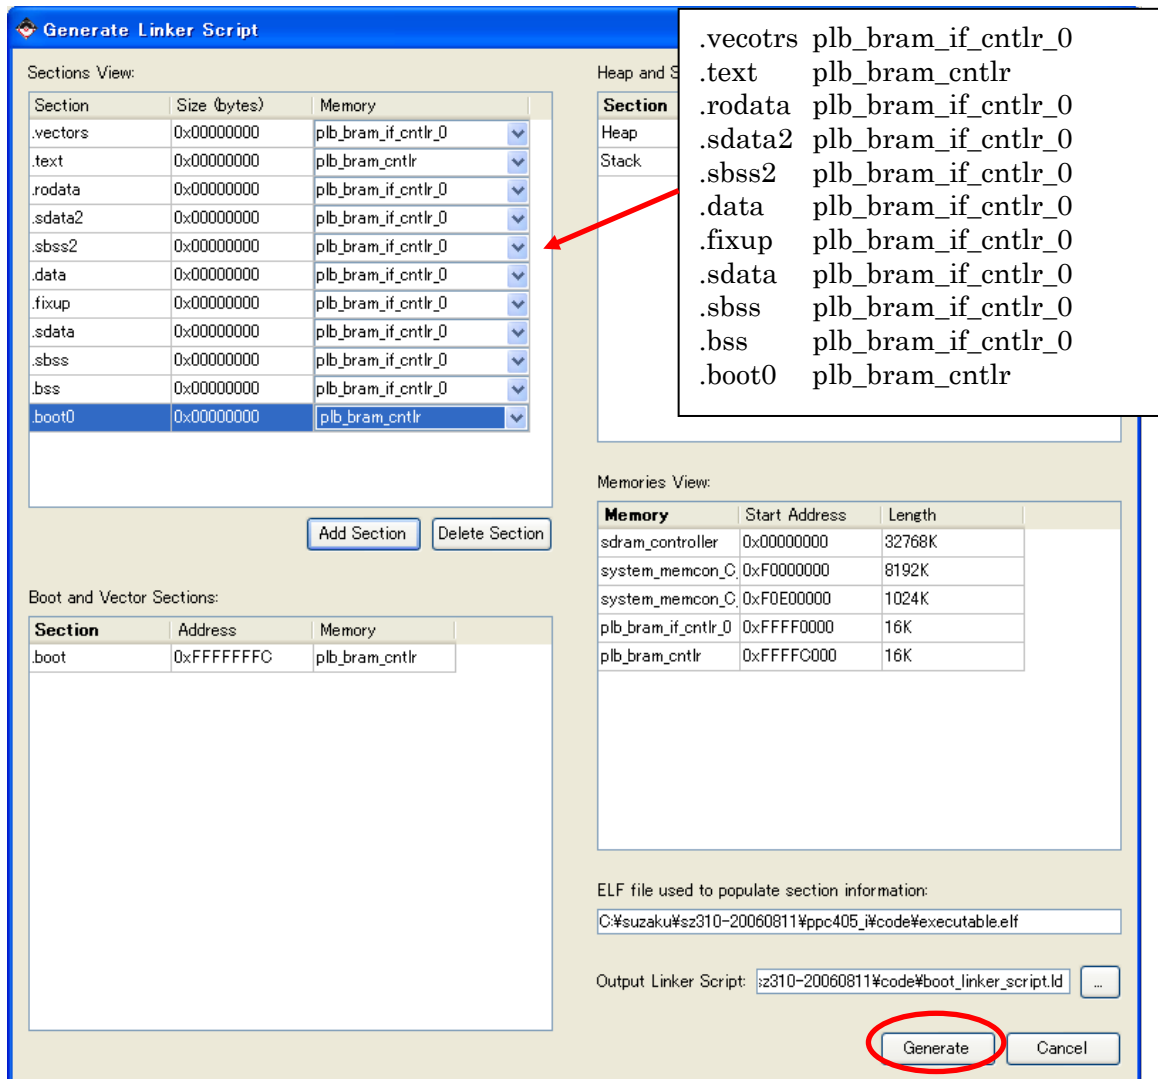 Generate Linker Script
Sections View:
Section Size (bytes) Memory
.vectors 0x00000000 plb_bram_if_cntlr_0
.text 0x00000000 plb_bram_cntlr
.rodata 0x00000000 plb_bram_if_cntlr_0
.sdata2 0x00000000 plb_bram_if_cntlr_0
.sbss2 0x00000000 plb_bram_if_cntlr_0
.data 0x00000000 plb_bram_if_cntlr_0
.fixup 0x00000000 plb_bram_if_cntlr_0
.sdata 0x00000000 plb_bram_if_cntlr_0
.sbss 0x00000000 plb_bram_if_cntlr_0
.bss 0x00000000 plb_bram_if_cntlr_0
.boot0 0x00000000 plb_bram_cntlr
Add Section Delete Section
Heap and S
Section
Heap
Stack
.vecotrs plb_bram_if_cntlr_0
.text plb_bram_cntlr
.rodata plb_bram_if_cntlr_0
.sdata2 plb_bram_if_cntlr_0
.sbss2 plb_bram_if_cntlr_0
.data plb_bram_if_cntlr_0
.fixup plb_bram_if_cntlr_0
.sdata plb_bram_if_cntlr_0
.sbss plb_bram_if_cntlr_0
.bss plb_bram_if_cntlr_0
.boot0 plb_bram_cntlr
Boot and Vector Sections:
Section Address Memory
.boot 0xFFFFFFFC plb_bram_cntlr
Memories View:
Memory Start Address Length
sdram_controller 0x00000000 32768K
system_memcon_C 0xF0000000 8192K
system_memcon_C 0xF0E00000 1024K
plb_bram_if_cntlr_0 0xFFFF0000 16K
plb_bram_cntlr 0xFFFFC000 16K
ELF file used to populate section information:
C:¥suzaku¥sz310-20060811¥ppc405_i¥code¥executable.elf
Output Linker Script: sz310-20060811¥code¥boot_linker_script.ld ...
Generate Cancel